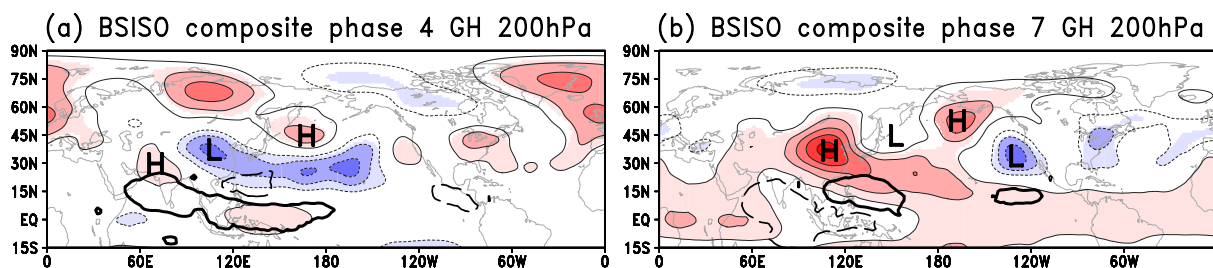 (a) BSISO composite phase 4 GH 200hPa
90N
75N
60N
45N
30N
15N
EQ
15S
0
60E
120E
180
120W
60W
0
H
L
H
(b) BSISO composite phase 7 GH 200hPa
90N
75N
60N
45N
30N
15N
EQ
15S
0
60E
120E
180
120W
60W
H
L
H
L